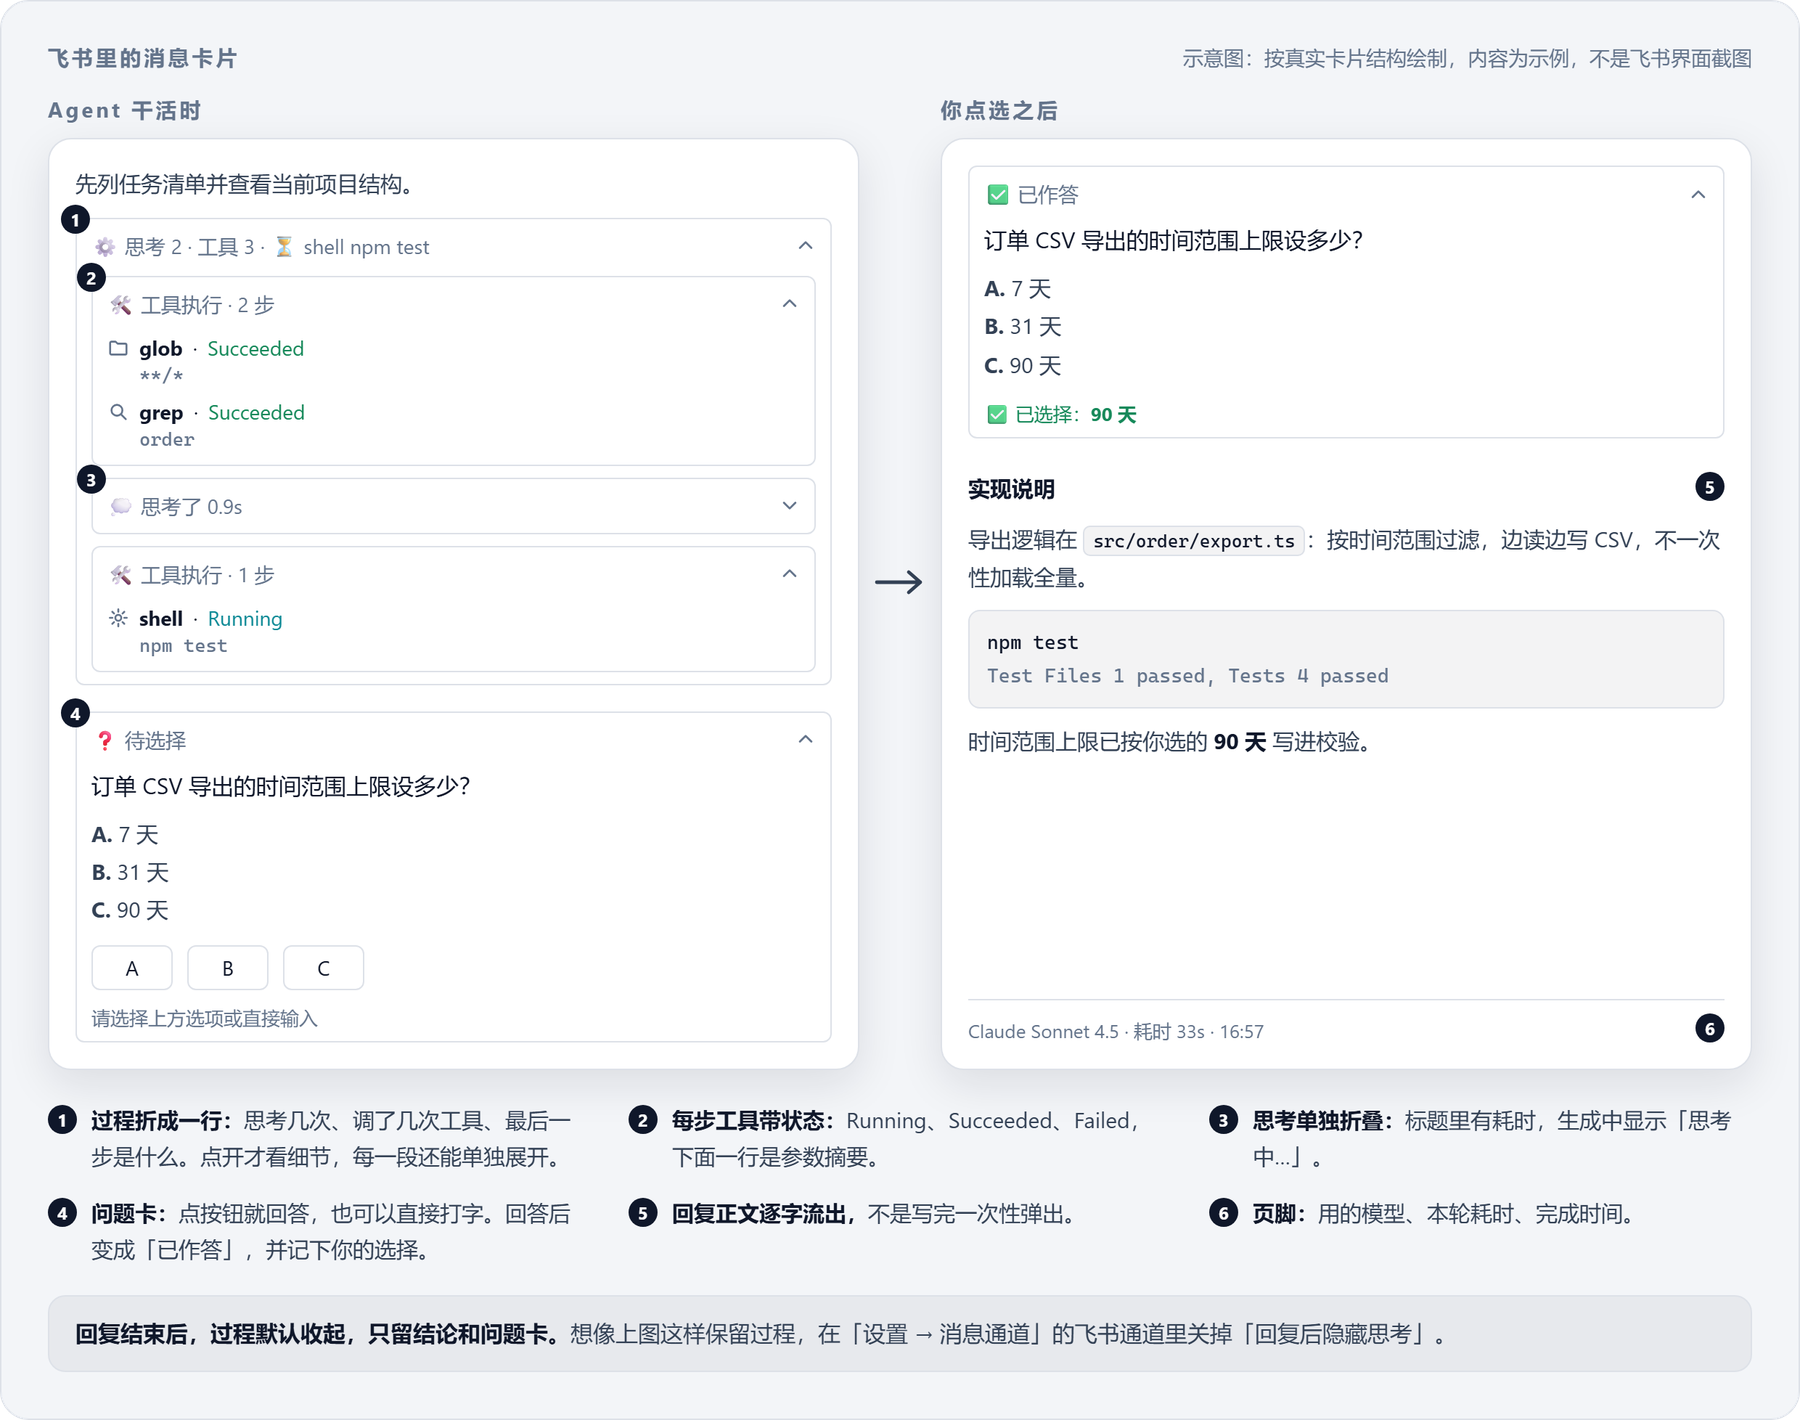 飞书里的消息卡片
示意图：按真实卡片结构绘制，内容为示例，不是飞书界面截图
Agent 干活时
先列任务清单并查看当前项目结构。
1
思考 2 · 工具 3 · shell npm test
2
工具执行 · 2 步
glob · Succeeded
**/*
grep · Succeeded
order
3
思考了 0.9s
工具执行 · 1 步
shell · Running
npm test
4
待选择
订单 CSV 导出的时间范围上限设多少？
A. 7 天
B. 31 天
C. 90 天
A
B
C
请选择上方选项或直接输入
你点选之后
已作答
订单 CSV 导出的时间范围上限设多少？
A. 7 天
B. 31 天
C. 90 天
已选择：90 天
实现说明
5
导出逻辑在 src/order/export.ts：按时间范围过滤，边读边写 CSV，不一次
性加载全量。
npm test
Test Files 1 passed, Tests 4 passed
时间范围上限已按你选的 90 天 写进校验。
Claude Sonnet 4.5 · 耗时 33s · 16:57
6
1 过程折成一行：思考几次、调了几次工具、最后一
步是什么。点开才看细节，每一段还能单独展开。
2 每步工具带状态：Running、Succeeded、Failed，
下面一行是参数摘要。
3 思考单独折叠：标题里有耗时，生成中显示「思考
中…」。
4 问题卡：点按钮就回答，也可以直接打字。回答后
变成「已作答」，并记下你的选择。
5 回复正文逐字流出，不是写完一次性弹出。
6 页脚：用的模型、本轮耗时、完成时间。
回复结束后，过程默认收起，只留结论和问题卡。想像上图这样保留过程，在「设置 → 消息通道」的飞书通道里关掉「回复后隐藏思考」。